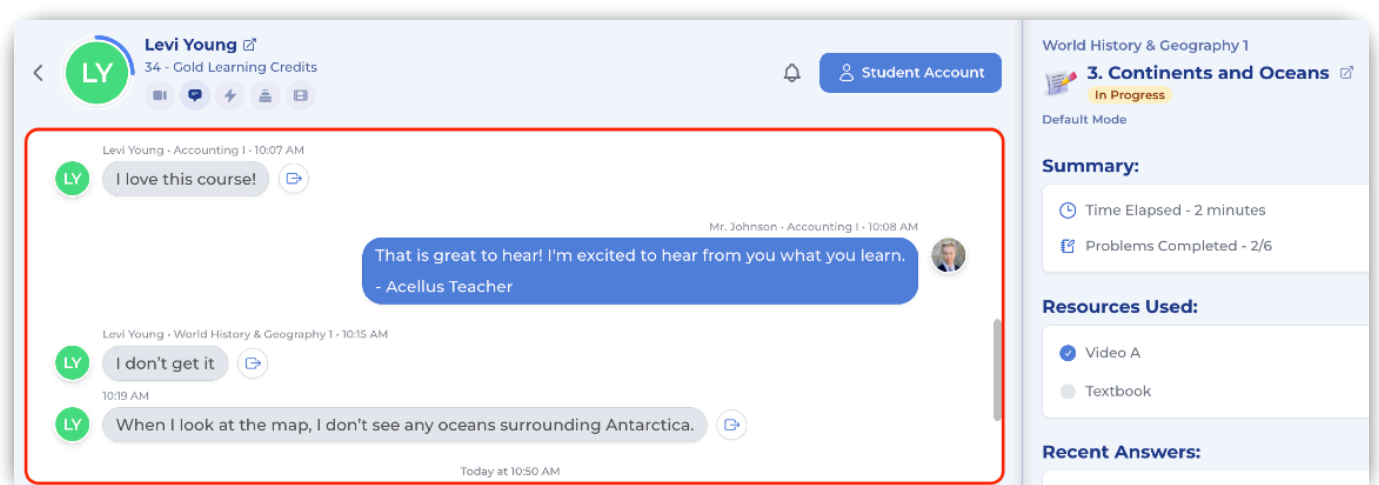 Levi Young
34 - Gold Learning Credits
LY
Student Account
Levi Young · Accounting I · 10:07 AM
LY
I love this course!
Mr. Johnson · Accounting I · 10:08 AM
That is great to hear! I'm excited to hear from you what you learn.
- Acellus Teacher
Levi Young · World History & Geography 1 · 10:15 AM
LY
I don't get it
10:19 AM
LY
When I look at the map, I don't see any oceans surrounding Antarctica.
Today at 10:50 AM
World History & Geography 1
3. Continents and Oceans
In Progress
Default Mode
Summary:
Time Elapsed - 2 minutes
Problems Completed - 2/6
Resources Used:
Video A
Textbook
Recent Answers: